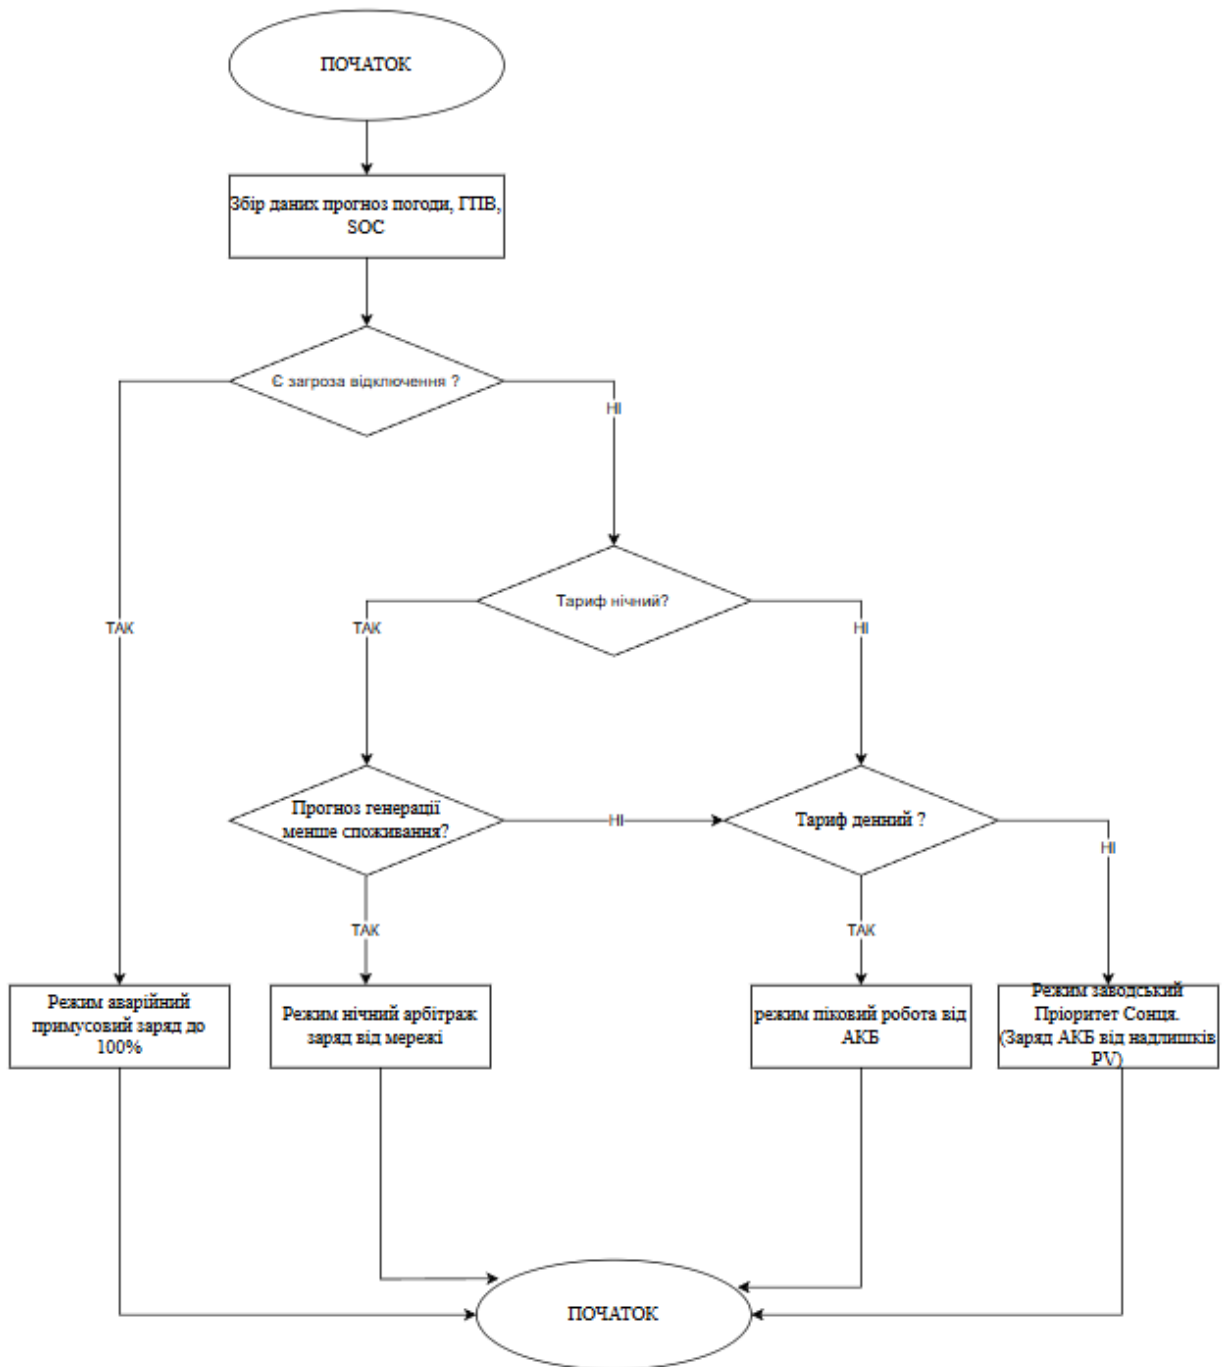 ПОЧАТОК
Збір даних прогноз погоди, ГПВ,
SOC
Є загроза відключення ?
НІ
Тариф нічний?
ТАК
ТАК
НІ
Прогноз генерації
менше споживання?
НІ
Тариф денний ?
НІ
ТАК
ТАК
Режим аварійний
примусовий заряд до
100%
Режим нічний арбітраж
заряд від мережі
режим піковий робота від
АКБ
Режим заводський
Пріоритет Сонця.
(Заряд АКБ від надлишків
PV)
ПОЧАТОК